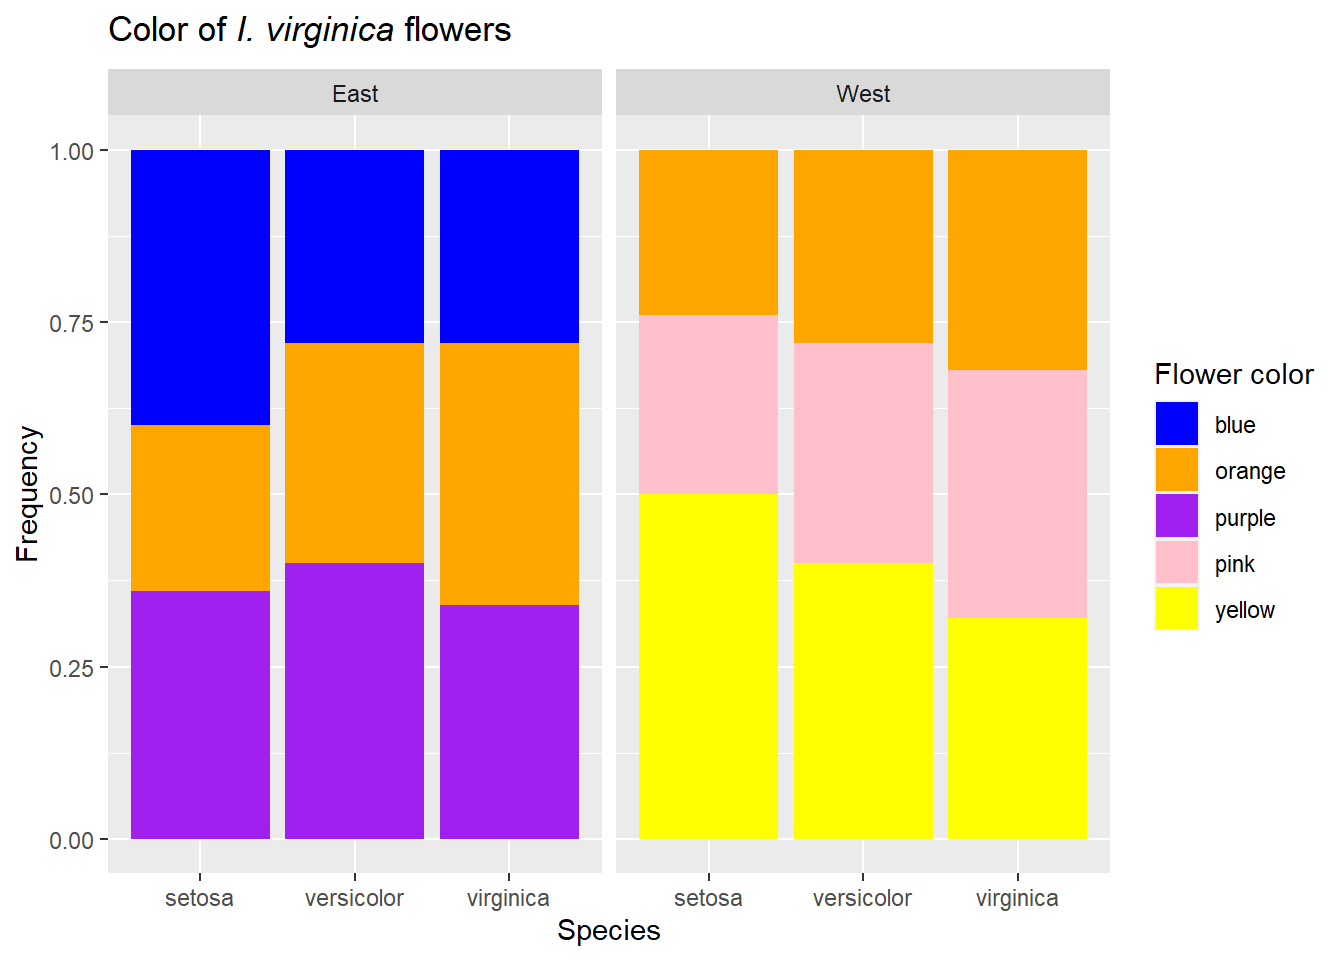 Color of I. virginica flowers
East
West
1.00
0.75
0.50
0.25
0.00
Frequency
setosa
versicolor
virginica
setosa
versicolor
virginica
Species
Flower color
blue
orange
purple
pink
yellow